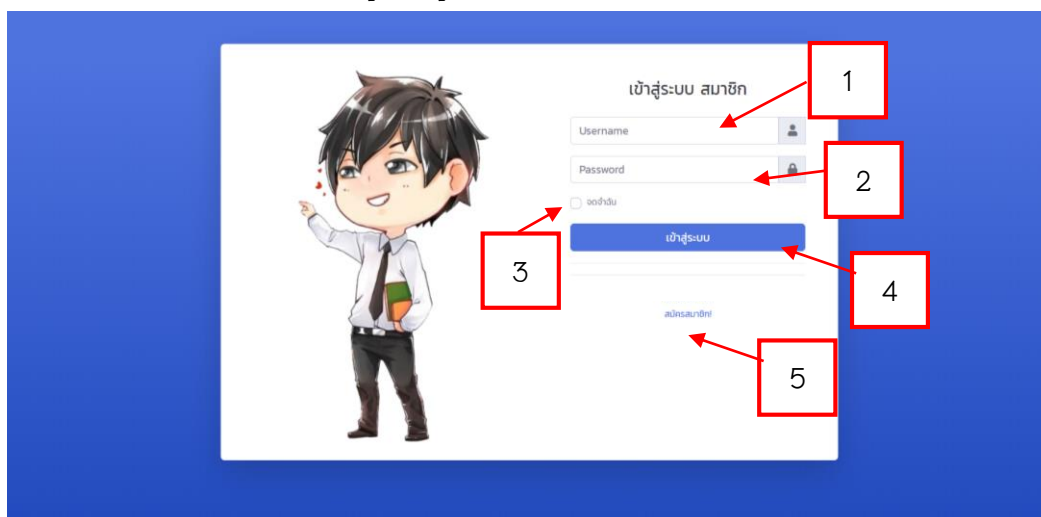 เข้าสู่ระบบ สมาชิก
1
Username
Password
2
จดจำฉัน
เข้าสู่ระบบ
3
4
สมัครสมาชิก!
5